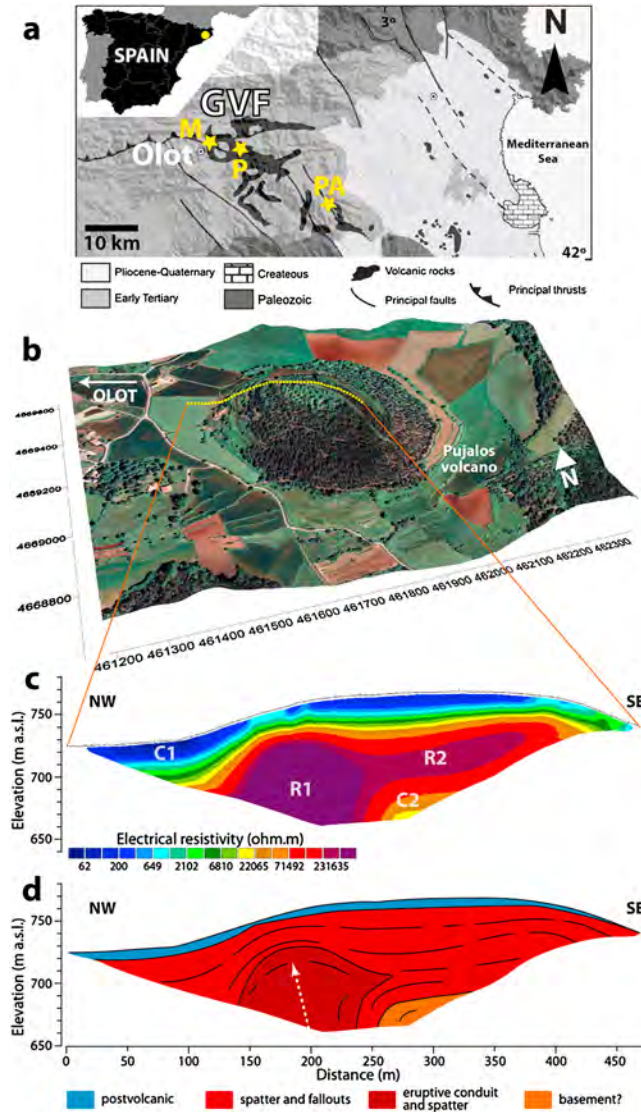 a
3º
N
SPAIN
GVF
M
Olot
P
PA
Mediterranean
Sea
10 km
42º
Pliocene-Quaternary
Createous
Volcanic rocks
Early Tertiary
Paleozoic
Principal faults
Principal thrusts
b
OLOT
4669600
4669400
4669200
4669000
4668800
Pujalos
volcano
N
461200 461300 461400 461500 461600 461700 461800 461900 462000 462100 462200 462300
c
NW
SE
Elevation (m a.s.l.)
750
700
650
C1
R1
R2
C2
Electrical resistivity (ohm.m)
62 200 649 2102 6810 22065 71492 231635
d
NW
SE
Elevation (m a.s.l.)
750
700
650
0 50 100 150 200 250 300 350 400 450
Distance (m)
postvolcanic
spatter and fallouts
eruptive conduit
and spatter
basement?